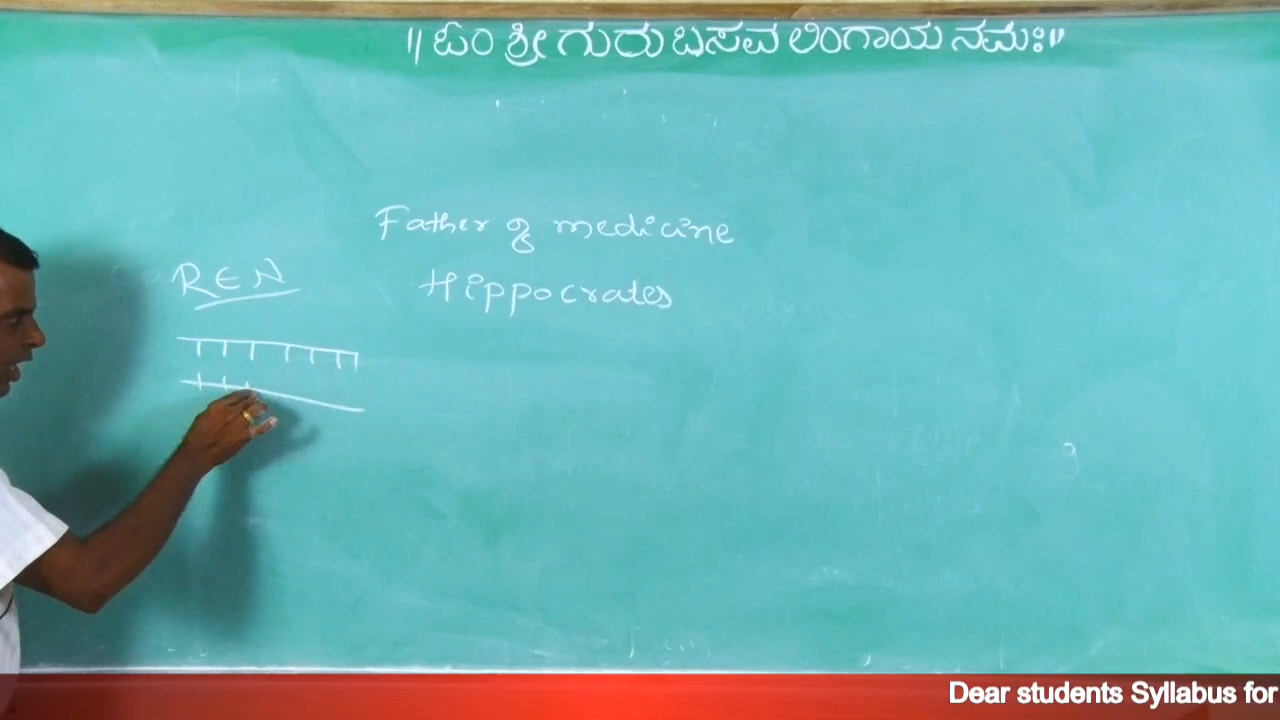 || ಓಂ ಶ್ರೀ ಗುರು ಬಸವ ಲಿಂಗಾಯ ನಮಃ ||
Father of medicine
REN
Hippocrates
Dear students Syllabus for